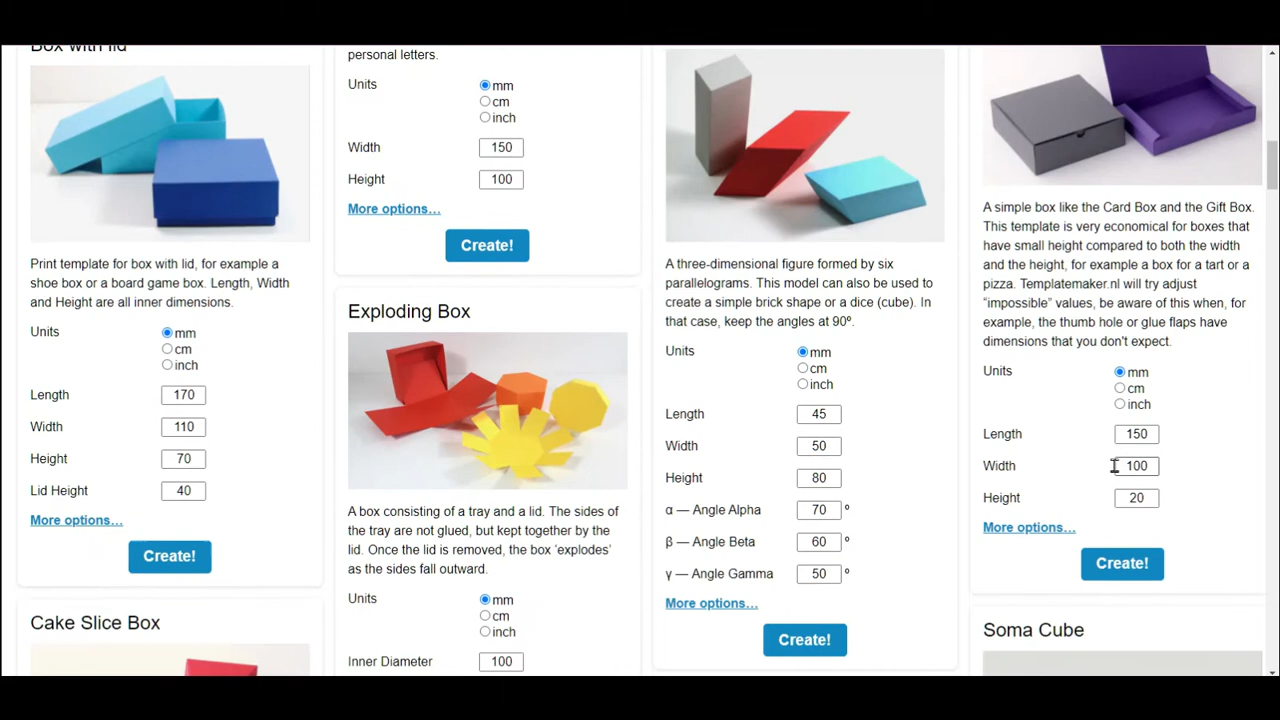 Box with lid
Print template for box with lid, for example a
shoe box or a board game box. Length, Width
and Height are all inner dimensions.
Units
mm
cm
inch
Length 170
Width 110
Height 70
Lid Height 40
More options…
Create!
Cake Slice Box
personal letters.
Units
mm
cm
inch
Width 150
Height 100
More options…
Create!
Exploding Box
A box consisting of a tray and a lid. The sides of
the tray are not glued, but kept together by the
lid. Once the lid is removed, the box ‘explodes’
as the sides fall outward.
Units
mm
cm
inch
Inner Diameter 100
A three-dimensional figure formed by six
parallelograms. This model can also be used to
create a simple brick shape or a dice (cube). In
that case, keep the angles at 90º.
Units
mm
cm
inch
Length 45
Width 50
Height 80
α — Angle Alpha 70 º
β — Angle Beta 60 º
γ — Angle Gamma 50 º
More options…
Create!
A simple box like the Card Box and the Gift Box.
This template is very economical for boxes that
have small height compared to both the width
and the height, for example a box for a tart or a
pizza. Templatemaker.nl will try adjust
“impossible” values, be aware of this when, for
example, the thumb hole or glue flaps have
dimensions that you don't expect.
Units
mm
cm
inch
Length 150
Width 100
Height 20
More options…
Create!
Soma Cube